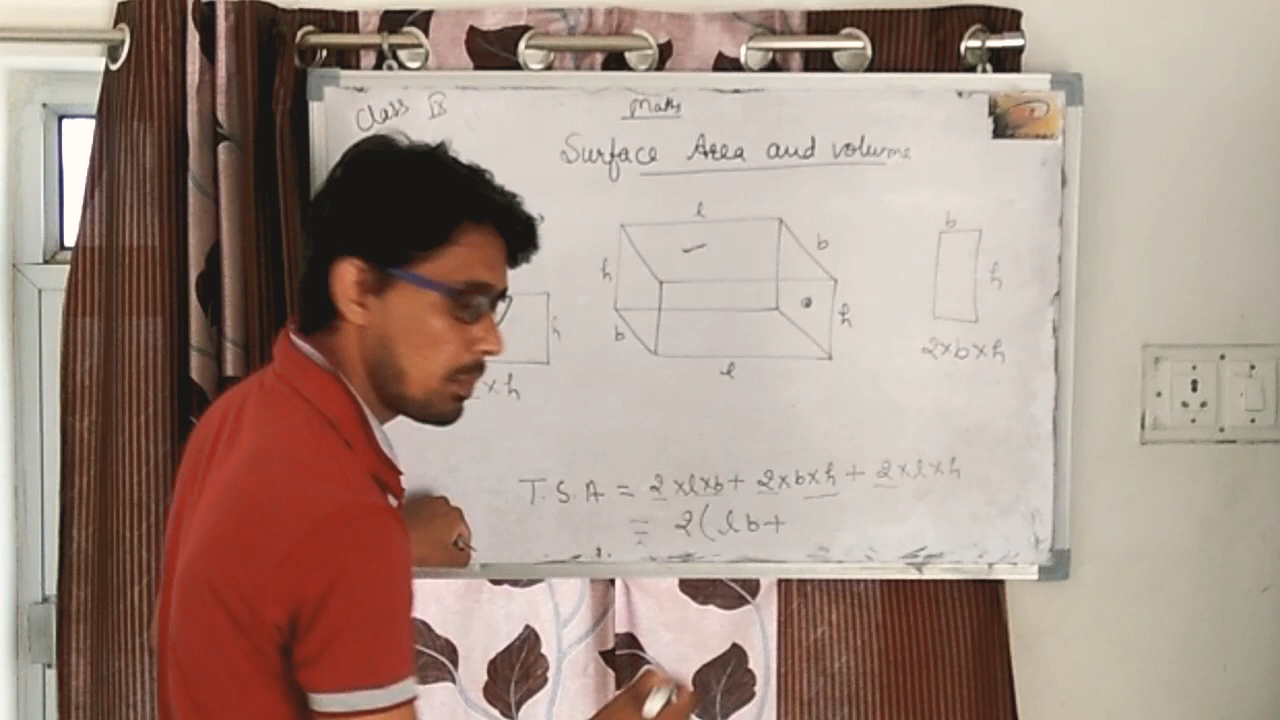 Class IX
Maths
Surface Area and volume
l
b
h
h
b
l
h
b
h
2×b×h
h
×h
T.S.A = 2×l×b + 2×b×h + 2×l×h
= 2(lb+